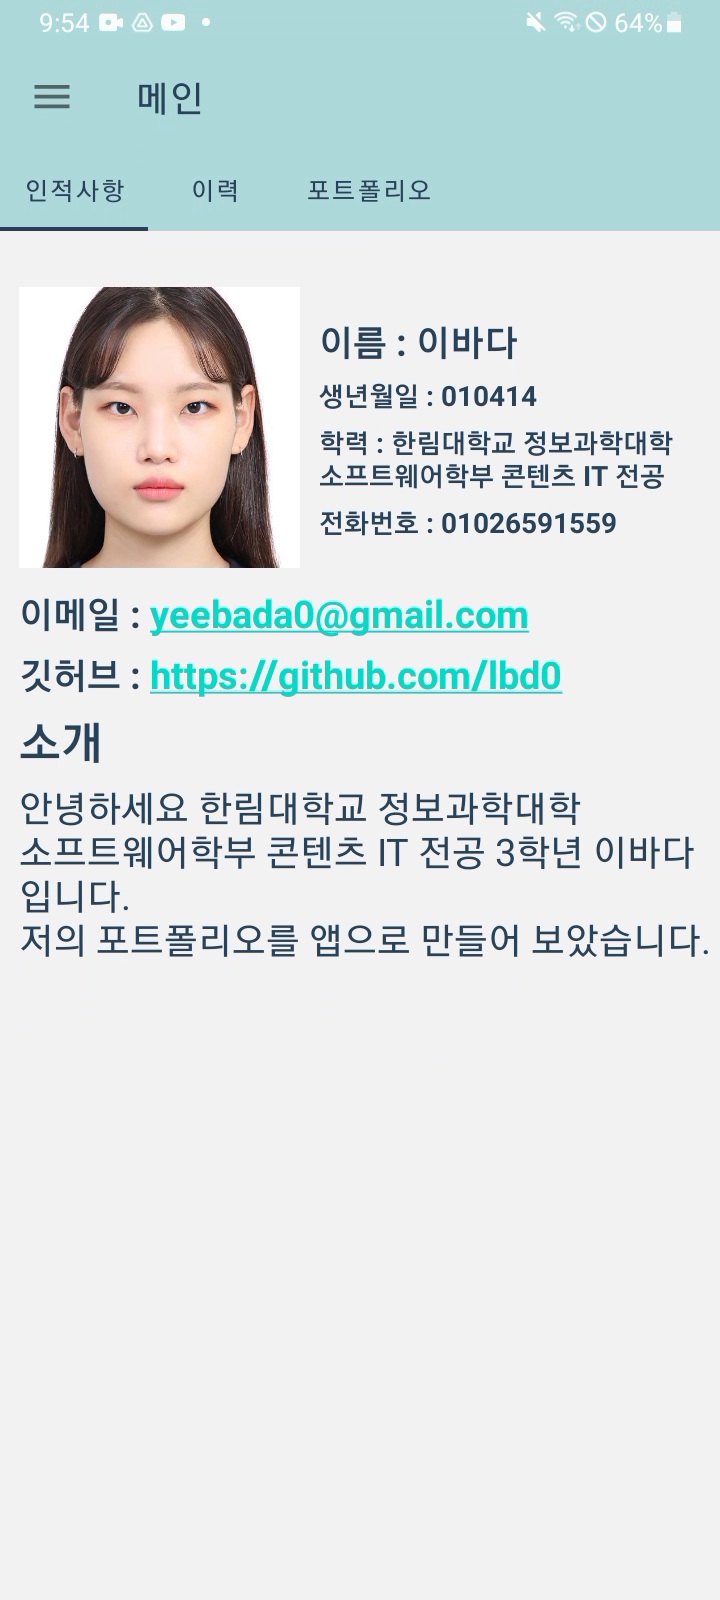 9:54 64%
메인
인적사항 이력 포트폴리오
이름 : 이바다
생년월일 : 010414
학력 : 한림대학교 정보과학대학
소프트웨어학부 콘텐츠 IT 전공
전화번호 : 01026591559
이메일 : yeebada0@gmail.com
깃허브 : https://github.com/lbd0
소개
안녕하세요 한림대학교 정보과학대학
소프트웨어학부 콘텐츠 IT 전공 3학년 이바다
입니다.
저의 포트폴리오를 앱으로 만들어 보았습니다.